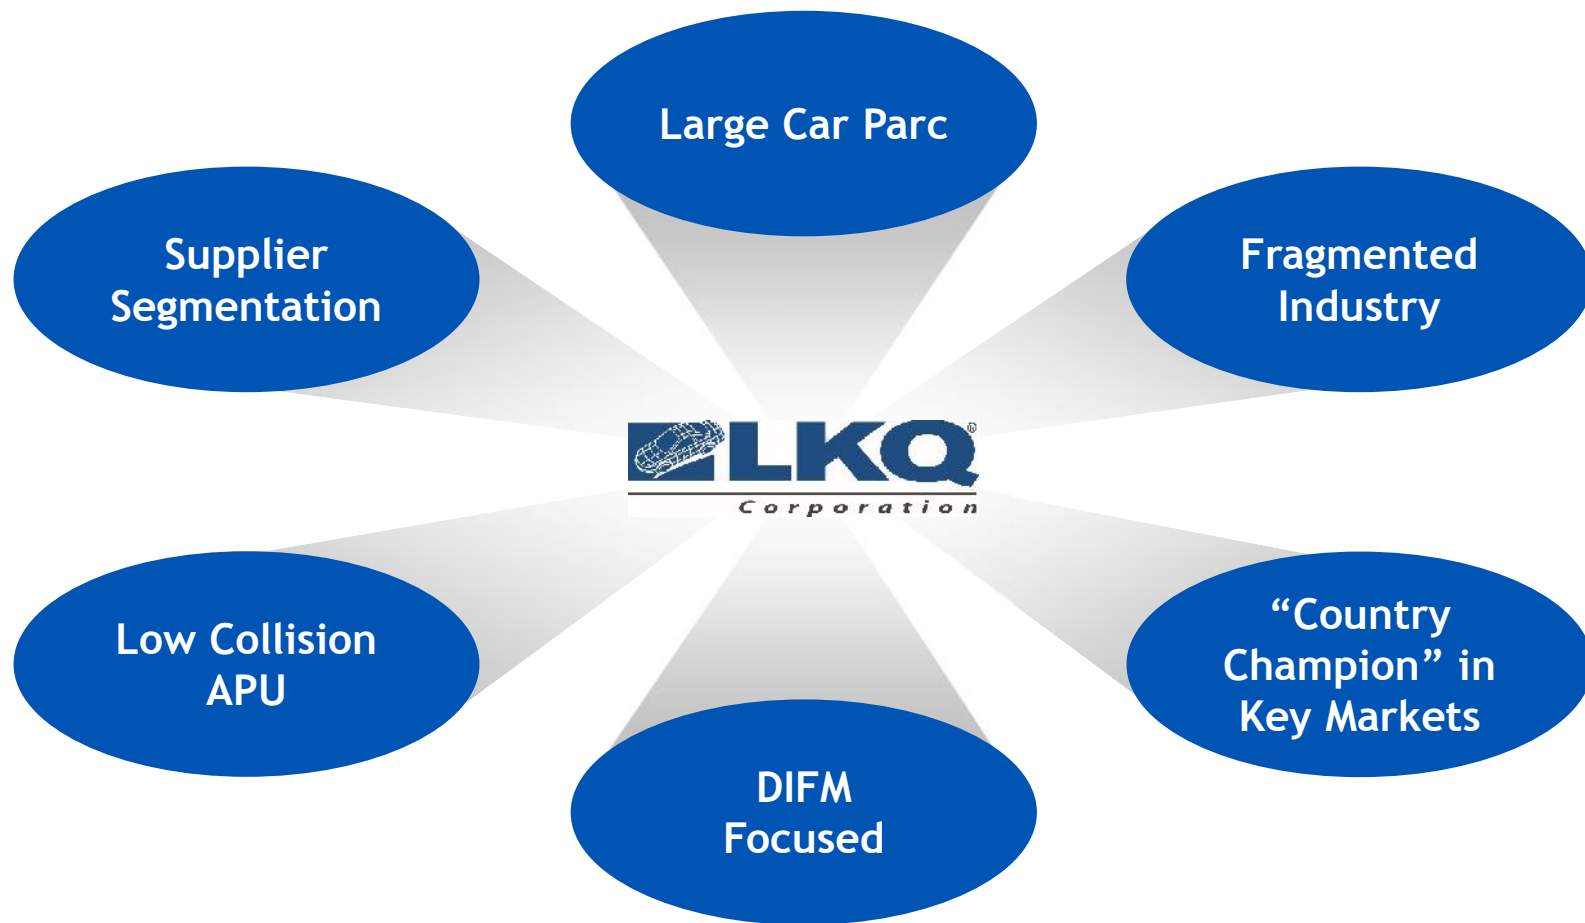 Large Car Parc
Supplier
Segmentation
Fragmented
Industry
LKQ®
Corporation
Low Collision
APU
“Country
Champion” in
Key Markets
DIFM
Focused